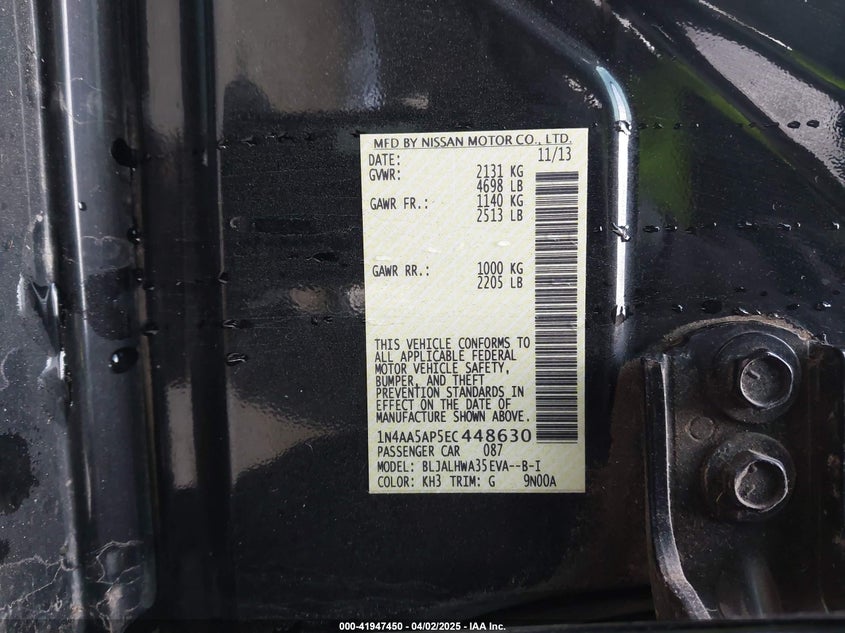 MFD BY NISSAN MOTOR CO., LTD.
DATE: 11/13
GVWR: 2131 KG
4698 LB
GAWR FR.: 1140 KG
2513 LB
GAWR RR.: 1000 KG
2205 LB
THIS VEHICLE CONFORMS TO
ALL APPLICABLE FEDERAL
MOTOR VEHICLE SAFETY,
BUMPER, AND THEFT
PREVENTION STANDARDS IN
EFFECT ON THE DATE OF
MANUFACTURE SHOWN ABOVE.
1N4AA5AP5EC448630
PASSENGER CAR 087
MODEL: BLJALHWA35EVA--B-I
COLOR: KH3 TRIM: G 9N00A
000-41947450 - 04/02/2025 - IAA Inc.